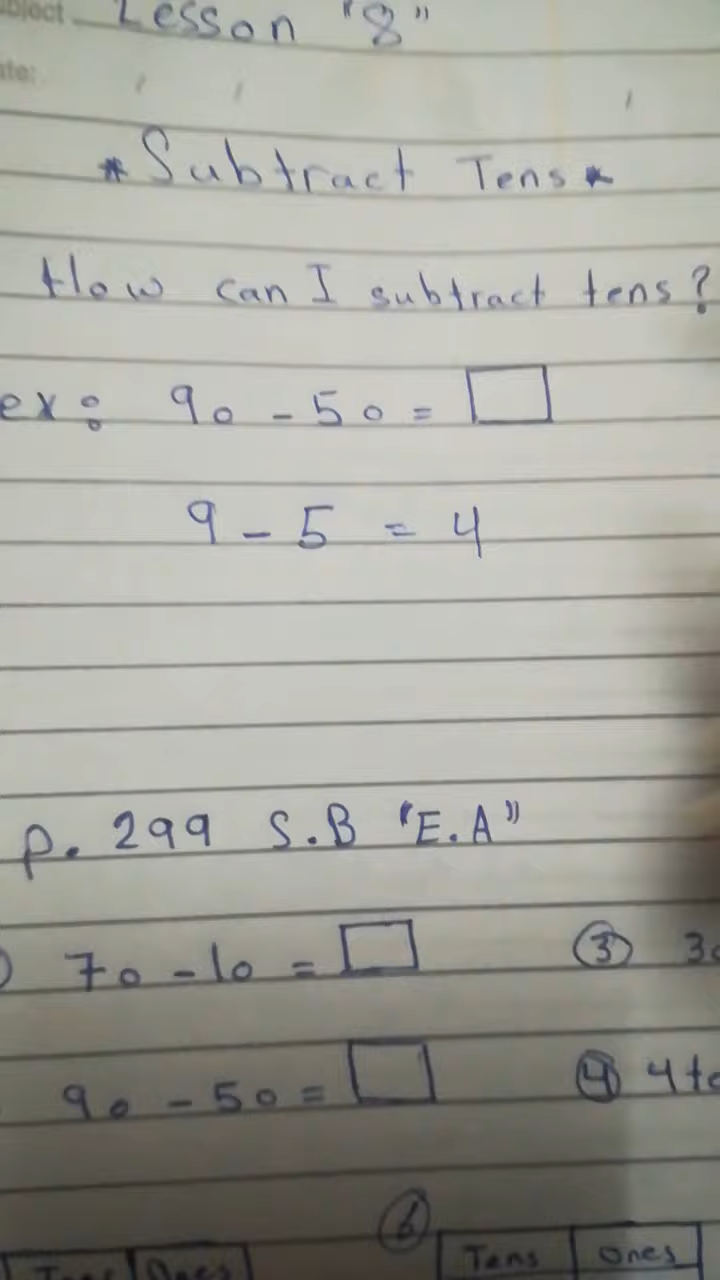 Lesson "8"
* Subtract Tens *
How can I subtract tens?
ex: 90 - 50 = □
9 - 5 = 4
p. 299 S.B "E.A"
70 - 10 = □ ③
90 - 50 = □ ④ 4
⑥
Tens Ones